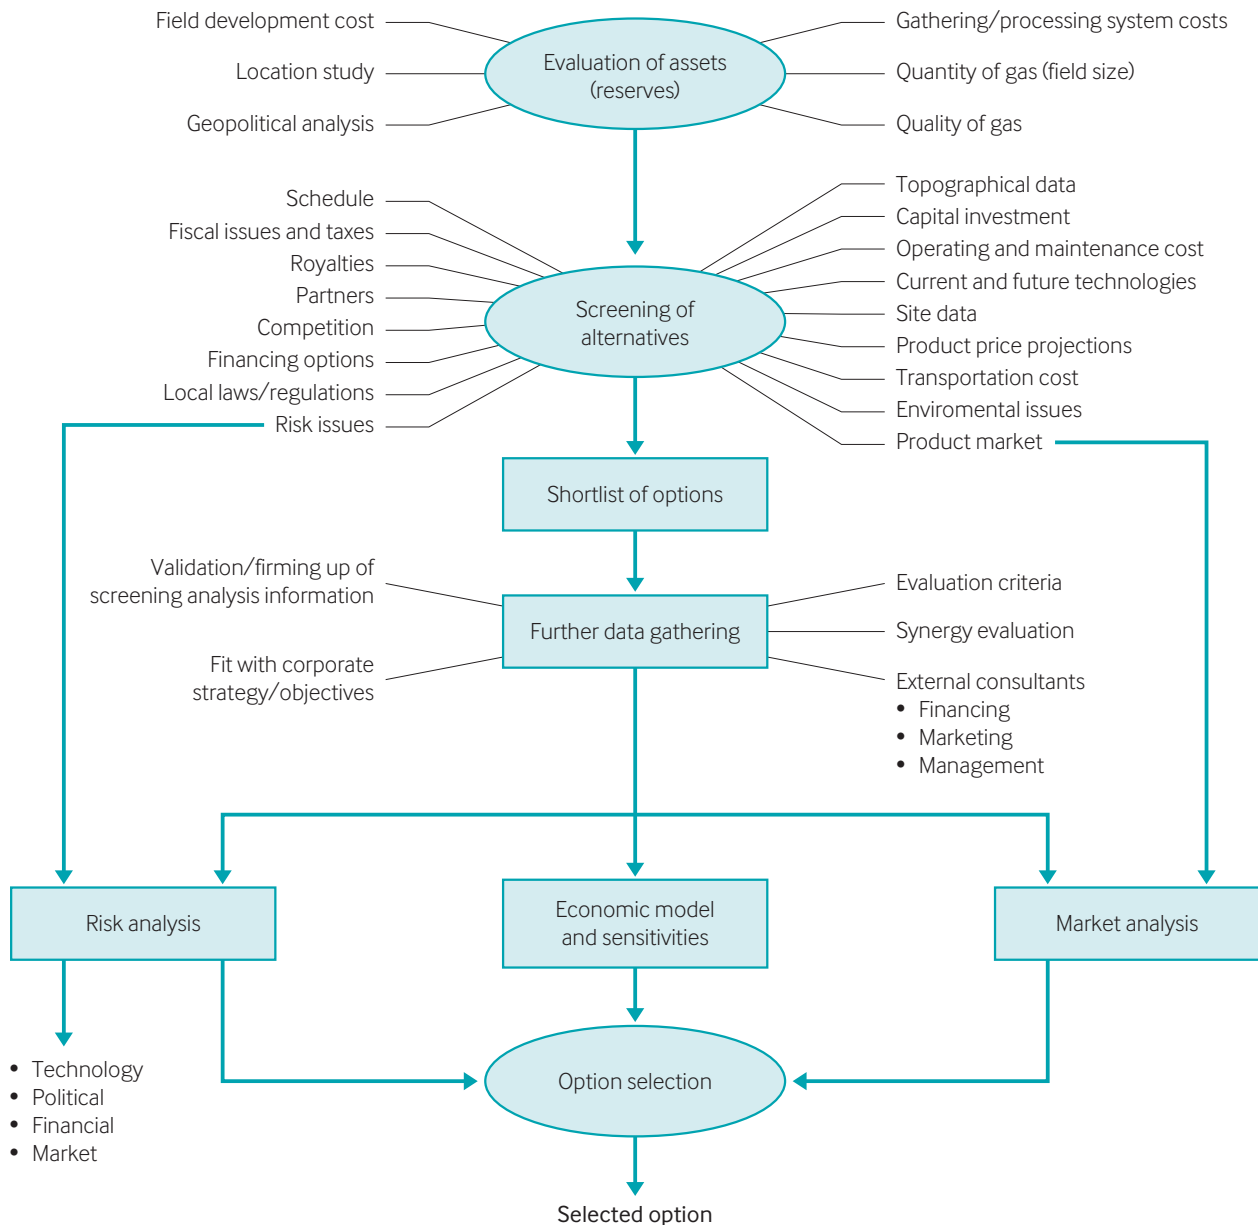 Field development cost
Location study
Geopolitical analysis
Evaluation of assets
(reserves)
Gathering/processing system costs
Quantity of gas (field size)
Quality of gas
Schedule
Fiscal issues and taxes
Royalties
Partners
Competition
Financing options
Local laws/regulations
Risk issues
Screening of
alternatives
Topographical data
Capital investment
Operating and maintenance cost
Current and future technologies
Site data
Product price projections
Transportation cost
Enviromental issues
Product market
Shortlist of options
Validation/firming up of
screening analysis information
Fit with corporate
strategy/objectives
Further data gathering
Evaluation criteria
Synergy evaluation
External consultants
• Financing
• Marketing
• Management
Risk analysis
Economic model
and sensitivities
Market analysis
• Technology
• Political
• Financial
• Market
Option selection
Selected option